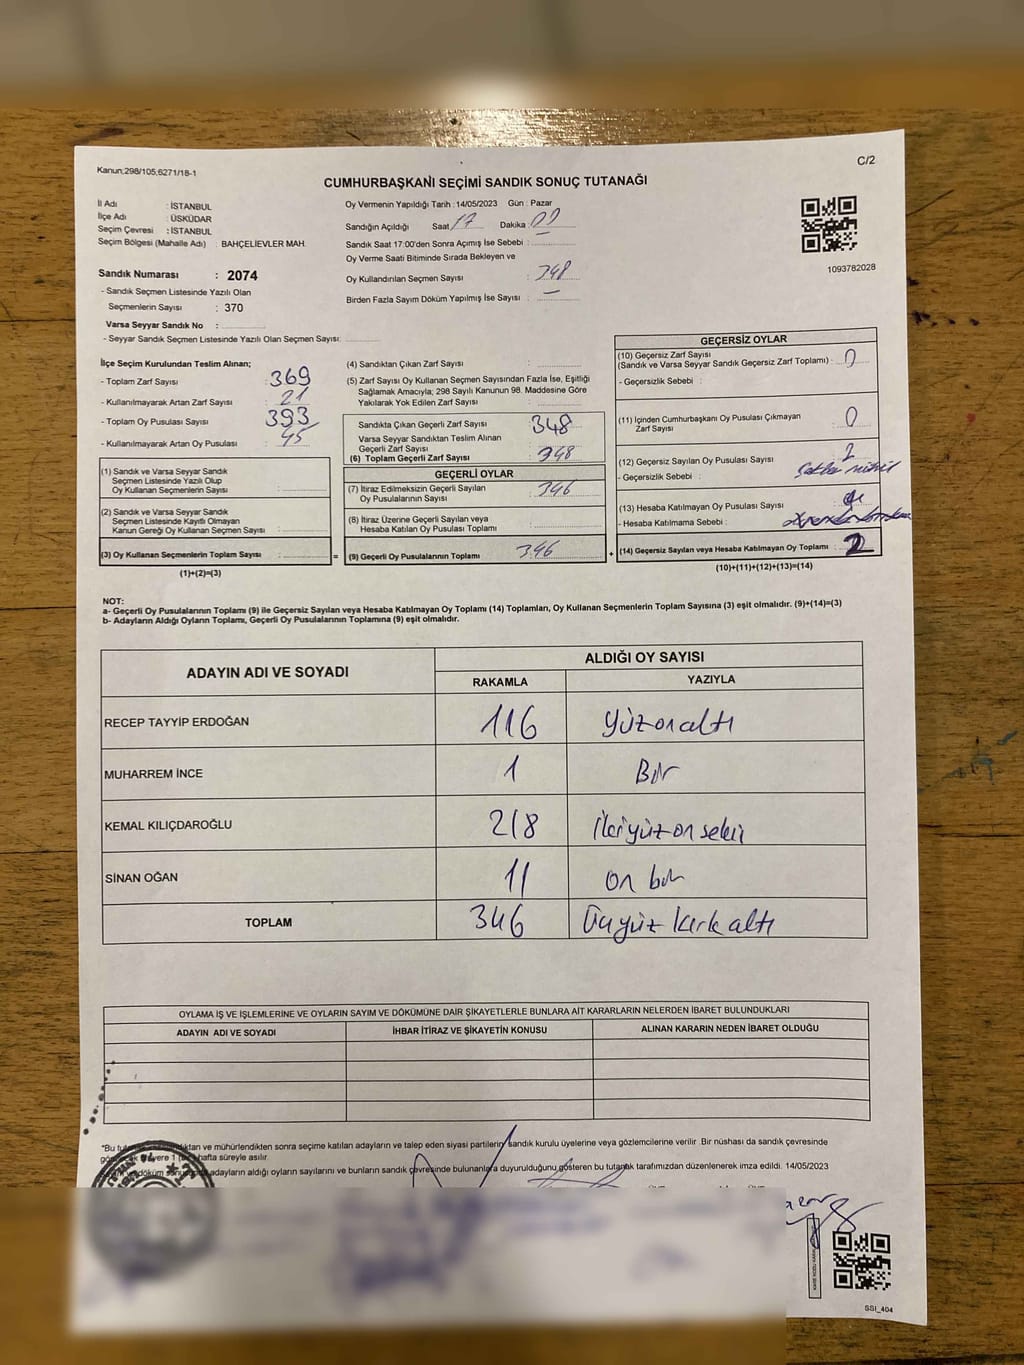 C/2
Kanun;298/105,6271/18-1
CUMHURBAŞKANI SEÇİMİ SANDIK SONUÇ TUTANAĞI
İl Adı : İSTANBUL
İlçe Adı : ÜSKÜDAR
Seçim Çevresi : İSTANBUL
Seçim Bölgesi (Mahalle Adı) : BAHÇELİEVLER MAH.
Sandık Numarası : 2074
- Sandık Seçmen Listesinde Yazılı Olan
Seçmenlerin Sayısı : 370
Varsa Seyyar Sandık No :
- Seyyar Sandık Seçmen Listesinde Yazılı Olan Seçmen Sayısı:
Oy Vermenin Yapıldığı Tarih : 14/05/2023 Gün : Pazar
Sandığın Açıldığı Saat : 17 Dakika : 00
Sandık Saat 17:00'den Sonra Açımış İse Sebebi :
Oy Verme Saati Bitiminde Sırada Bekleyen ve
Oy Kullandırılan Seçmen Sayısı : 348
Birden Fazla Sayım Döküm Yapılmış İse Sayısı : —
1093782028
İlçe Seçim Kurulundan Teslim Alınan;
- Toplam Zarf Sayısı : 369
- Kullanılmayarak Artan Zarf Sayısı : 21
- Toplam Oy Pusulası Sayısı : 393
- Kullanılmayarak Artan Oy Pusulası : 45
(1) Sandık ve Varsa Seyyar Sandık
Seçmen Listesinde Yazılı Olup
Oy Kullanan Seçmenlerin Sayısı :
(2) Sandık ve Varsa Seyyar Sandık
Seçmen Listesinde Kayıtlı Olmayan
Kanun Gereği Oy Kullanan Seçmen Sayısı :
(3) Oy Kullanan Seçmenlerin Toplam Sayısı :
(1)+(2)=(3)
=
(4) Sandıktan Çıkan Zarf Sayısı :
(5) Zarf Sayısı Oy Kullanan Seçmen Sayısından Fazla İse, Eşitliği
Sağlamak Amacıyla; 298 Sayılı Kanunun 98. Maddesine Göre
Yakılarak Yok Edilen Zarf Sayısı :
Sandıkta Çıkan Geçerli Zarf Sayısı : 348
Varsa Seyyar Sandıktan Teslim Alınan
Geçerli Zarf Sayısı :
(6) Toplam Geçerli Zarf Sayısı : 348
GEÇERLİ OYLAR
(7) İtiraz Edilmeksizin Geçerli Sayılan
Oy Pusulalarının Sayısı : 346
(8) İtiraz Üzerine Geçerli Sayılan veya
Hesaba Katılan Oy Pusulası Toplamı :
(9) Geçerli Oy Pusulalarının Toplamı : 346
+
GEÇERSİZ OYLAR
(10) Geçersiz Zarf Sayısı
(Sandık ve Varsa Seyyar Sandık Geçersiz Zarf Toplamı) : 0
- Geçersizlik Sebebi :
(11) İçinden Cumhurbaşkanı Oy Pusulası Çıkmayan
Zarf Sayısı : 0
(12) Geçersiz Sayılan Oy Pusulası Sayısı : 2
- Geçersizlik Sebebi :
(13) Hesaba Katılmayan Oy Pusulası Sayısı :
- Hesaba Katılmama Sebebi :
(14) Geçersiz Sayılan veya Hesaba Katılmayan Oy Toplamı : 2
(10)+(11)+(12)+(13)=(14)
NOT:
a- Geçerli Oy Pusulalarının Toplamı (9) ile Geçersiz Sayılan veya Hesaba Katılmayan Oy Toplamı (14) Toplamları, Oy Kullanan Seçmenlerin Toplam Sayısına (3) eşit olmalıdır. (9)+(14)=(3)
b- Adayların Aldığı Oyların Toplamı, Geçerli Oy Pusulalarının Toplamına (9) eşit olmalıdır.
ADAYIN ADI VE SOYADI ALDIĞI OY SAYISI
RAKAMLA YAZIYLA
RECEP TAYYİP ERDOĞAN 116 yüzonaltı
MUHARREM İNCE 1 Bir
KEMAL KILIÇDAROĞLU 218 ikiyüz on sekiz
SİNAN OĞAN 11 on bir
TOPLAM 346 Üçyüz kırk altı
OYLAMA İŞ VE İŞLEMLERİNE VE OYLARIN SAYIM VE DÖKÜMÜNE DAİR ŞİKAYETLERLE BUNLARA AİT KARARLARIN NELERDEN İBARET BULUNDUKLARI
ADAYIN ADI VE SOYADI İHBAR İTİRAZ VE ŞİKAYETİN KONUSU ALINAN KARARIN NEDEN İBARET OLDUĞU
"Bu ve mühürlendikten sonra seçime katılan adayların ve talep eden siyasi partilerin sandık kurulu üyelerine veya gözlemcilerine verilir. Bir nüshası da sandık çevresinde
yere 1 hafta süreyle asılır.
döküm adayların aldığı oyların sayılarını ve bunların sandık çevresinde bulunanlara duyurulduğunu gösteren bu tutanak tarafımızdan düzenlenerek imza edildi. 14/05/2023
SSI_404